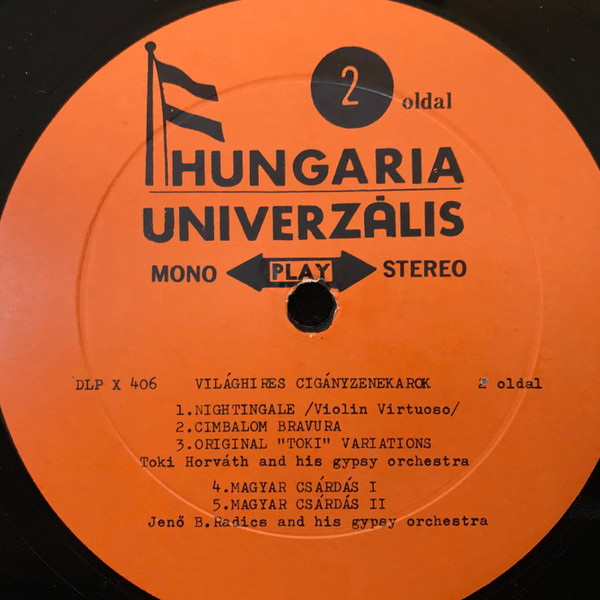 2 oldal
HUNGARIA
UNIVERZÁLIS
MONO PLAY STEREO
DLP X 406 VILÁGHIRES CIGÁNYZENEKAROK 2 oldal
1.NIGHTINGALE /Violin Virtuoso/
2.CIMBALOM BRAVURA
3.ORIGINAL "TOKI" VARIATIONS
Toki Horváth and his gypsy orchestra
4.MAGYAR CSÁRDÁS I
5.MAGYAR CSÁRDÁS II
Jenő B.Radics and his gypsy orchestra